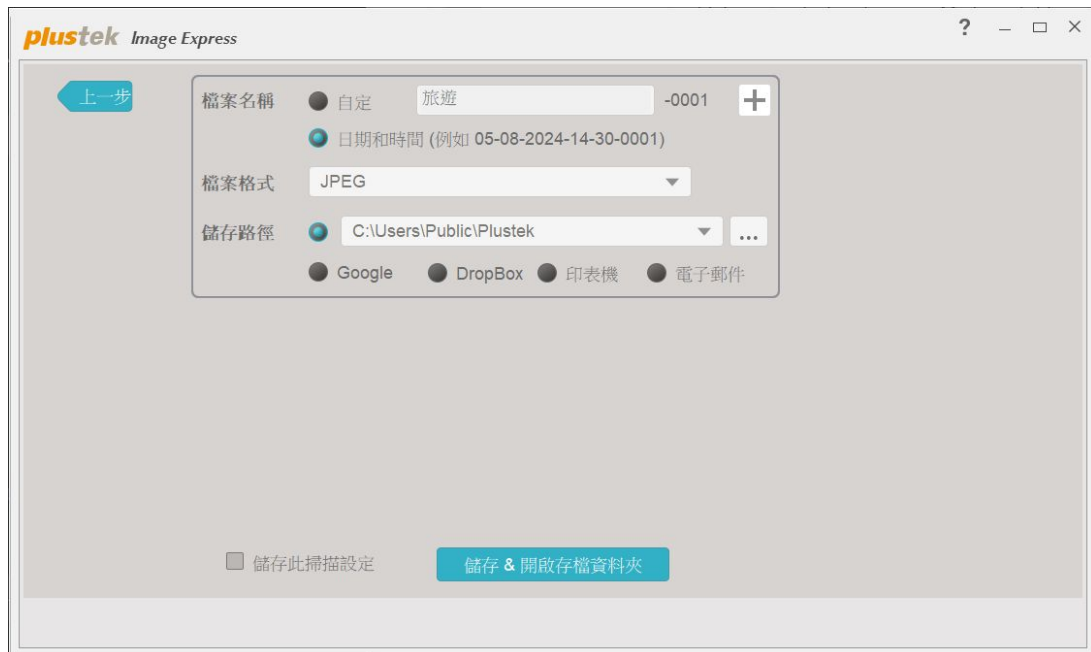 plustek Image Express ?
上一步
檔案名稱 自定 旅遊 -0001
日期和時間 (例如 05-08-2024-14-30-0001)
檔案格式 JPEG
儲存路徑 C:\Users\Public\Plustek ...
Google DropBox 印表機 電子郵件
儲存此掃描設定 儲存 & 開啟存檔資料夾